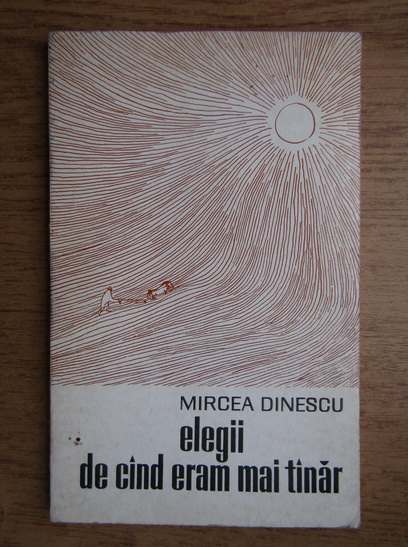 MIRCEA DINESCU
elegii
de cînd eram mai tînăr